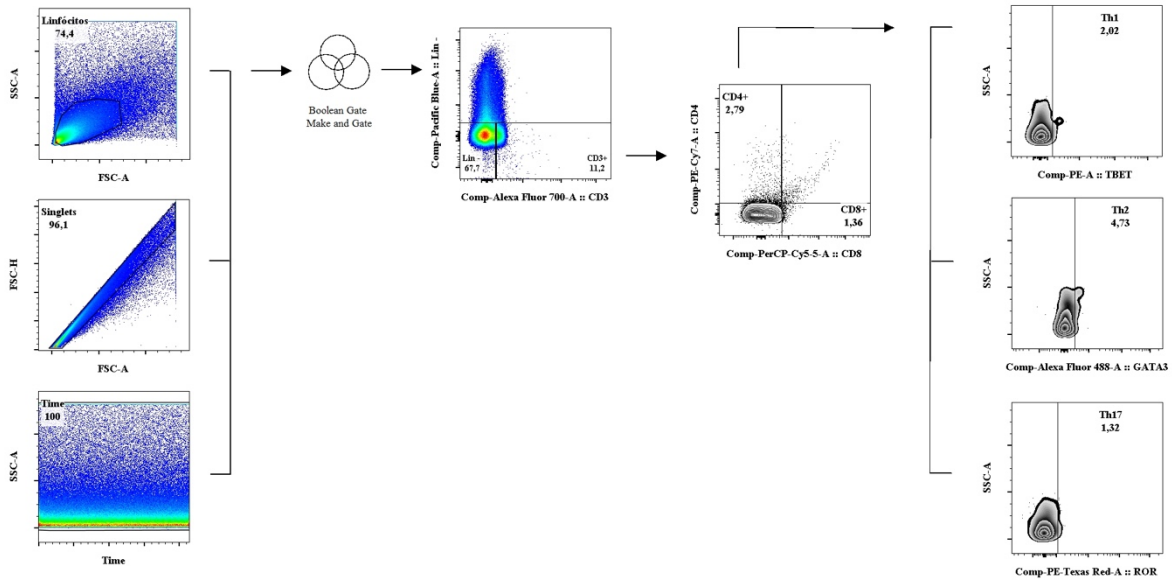 Linfócitos
74,4
SSC-A
FSC-A
Singlets
96,1
FSC-H
FSC-A
Time
100
SSC-A
Time
Boolean Gate
Make and Gate
Comp-Pacific Blue-A :: Lin -
Lin -
67,7
CD3+
11,2
Comp-Alexa Fluor 700-A :: CD3
Comp-PE-Cy7-A :: CD4
CD4+
2,79
CD8+
1,36
Comp-PerCP-Cy5-5-A :: CD8
Th1
2,02
SSC-A
Comp-PE-A :: TBET
Th2
4,73
SSC-A
Comp-Alexa Fluor 488-A :: GATA3
Th17
1,32
SSC-A
Comp-PE-Texas Red-A :: ROR